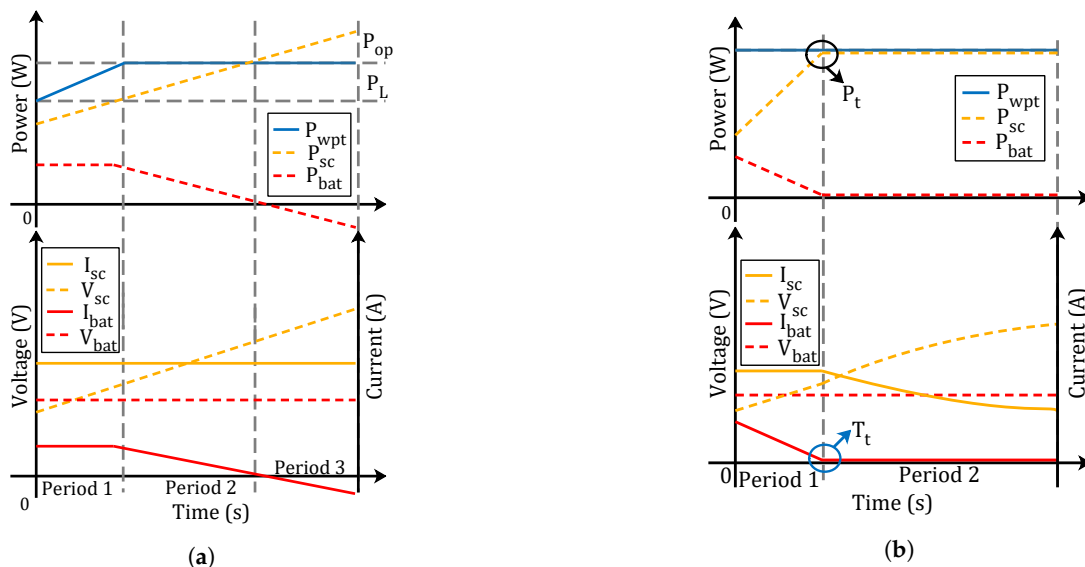 Power (W)
P_op
P_L
P_wpt
P_sc
P_bat
0
Voltage (V)
Current (A)
I_sc
V_sc
I_bat
V_bat
Period 3
0
Period 1
Period 2
Time (s)
(a)
Power (W)
P_t
P_wpt
P_sc
P_bat
0
Voltage (V)
Current (A)
I_sc
V_sc
I_bat
V_bat
T_t
0
Period 1
Period 2
Time (s)
(b)